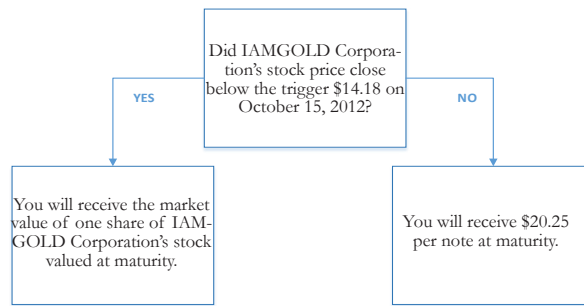 Did IAMGOLD Corpora-
tion's stock price close
below the trigger $14.18 on
October 15, 2012?
YES
NO
You will receive the market
value of one share of IAM-
GOLD Corporation's stock
valued at maturity.
You will receive $20.25
per note at maturity.